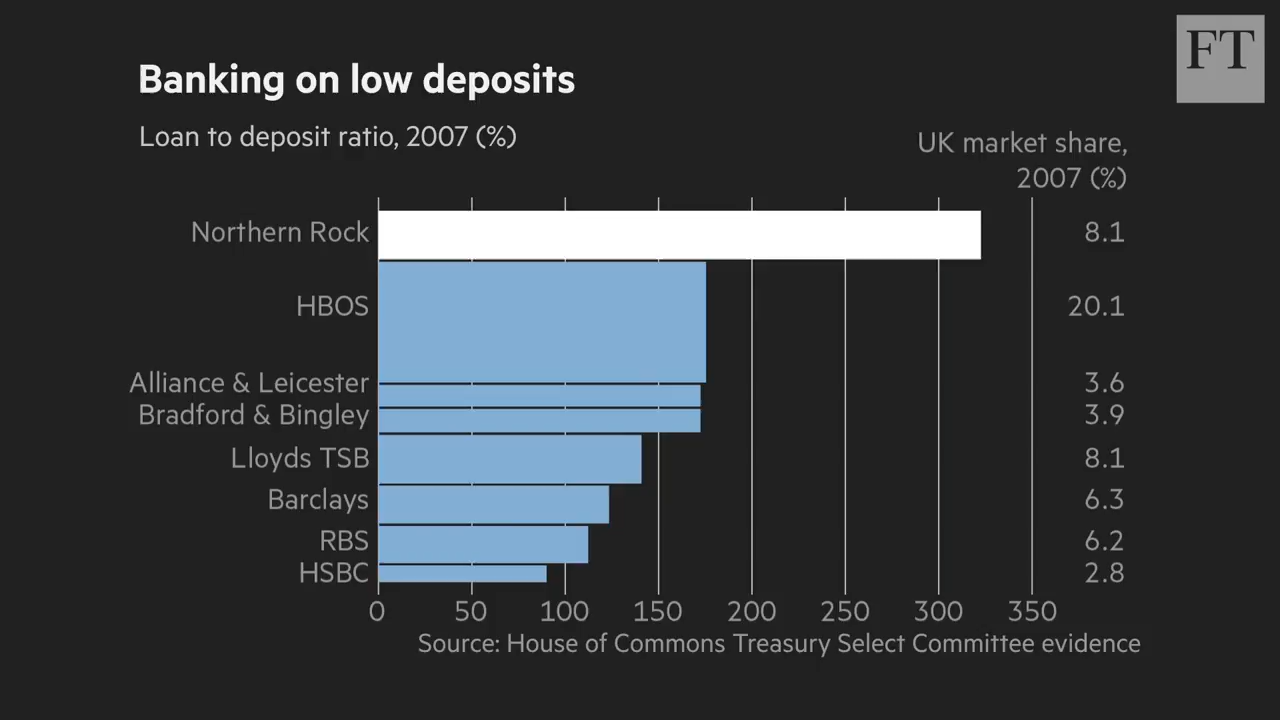 FT
Banking on low deposits
Loan to deposit ratio, 2007 (%)
UK market share,
2007 (%)
Northern Rock 8.1
HBOS 20.1
Alliance & Leicester 3.6
Bradford & Bingley 3.9
Lloyds TSB 8.1
Barclays 6.3
RBS 6.2
HSBC 2.8
0 50 100 150 200 250 300 350
Source: House of Commons Treasury Select Committee evidence